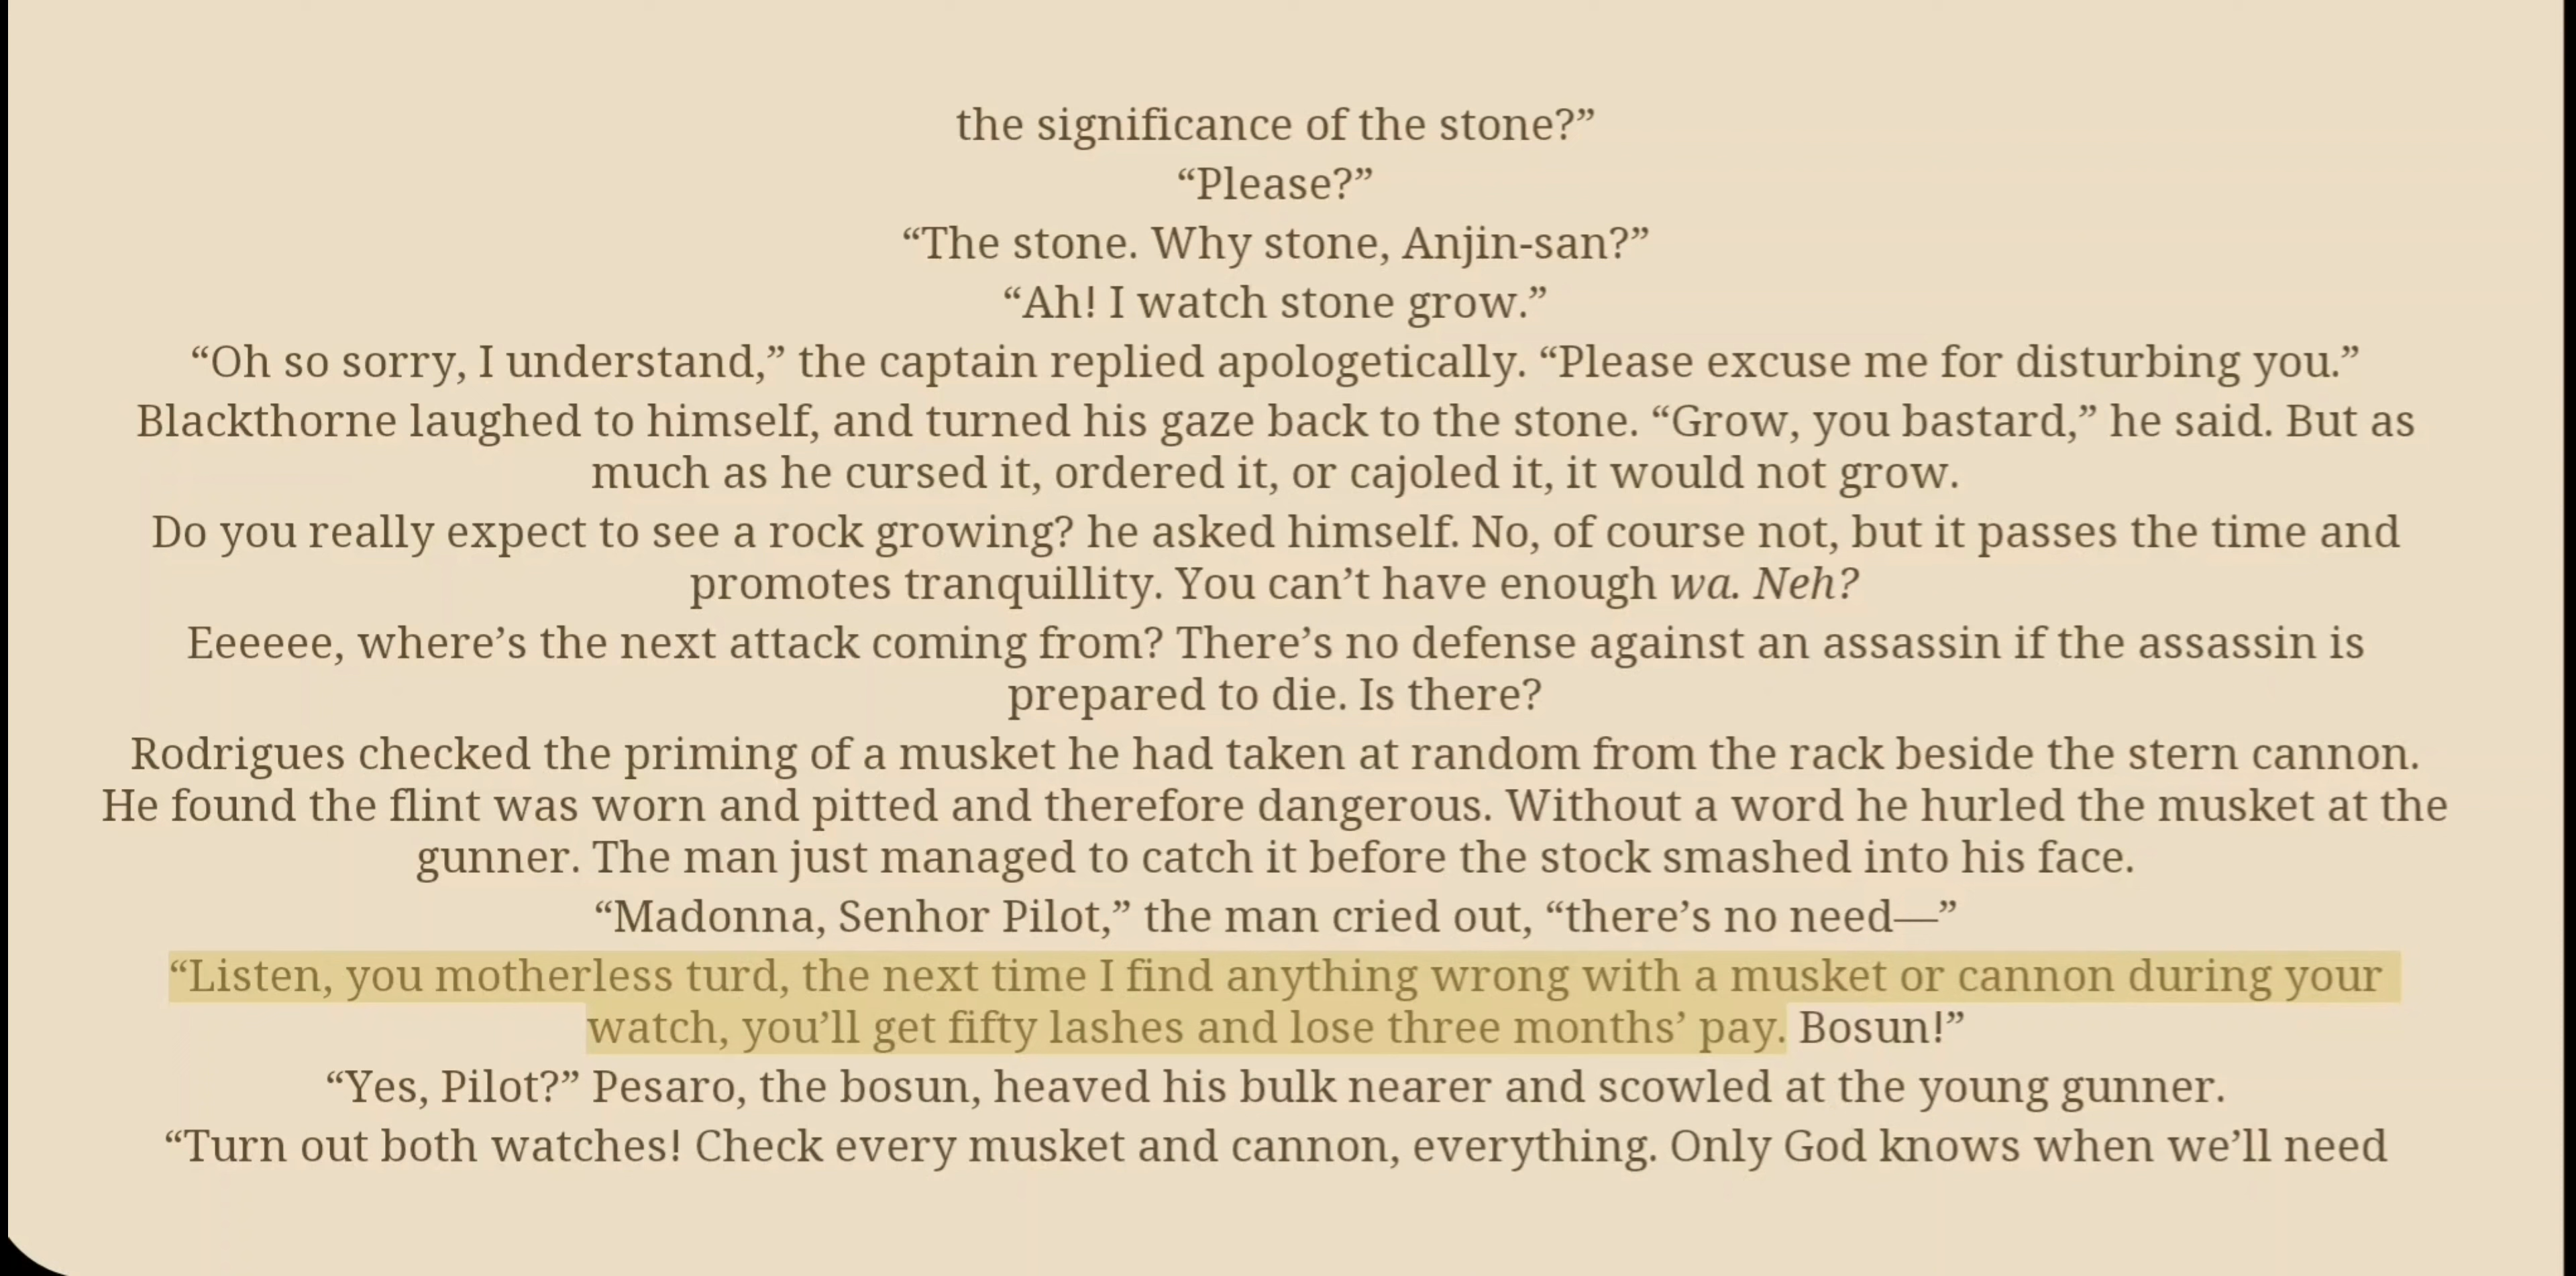 the significance of the stone?”
“Please?”
“The stone. Why stone, Anjin-san?”
“Ah! I watch stone grow.”
“Oh so sorry, I understand,” the captain replied apologetically. “Please excuse me for disturbing you.”
Blackthorne laughed to himself, and turned his gaze back to the stone. “Grow, you bastard,” he said. But as
much as he cursed it, ordered it, or cajoled it, it would not grow.
Do you really expect to see a rock growing? he asked himself. No, of course not, but it passes the time and
promotes tranquillity. You can’t have enough wa. Neh?
Eeeeee, where’s the next attack coming from? There’s no defense against an assassin if the assassin is
prepared to die. Is there?
Rodrigues checked the priming of a musket he had taken at random from the rack beside the stern cannon.
He found the flint was worn and pitted and therefore dangerous. Without a word he hurled the musket at the
gunner. The man just managed to catch it before the stock smashed into his face.
“Madonna, Senhor Pilot,” the man cried out, “there’s no need—”
“Listen, you motherless turd, the next time I find anything wrong with a musket or cannon during your
watch, you’ll get fifty lashes and lose three months’ pay. Bosun!”
“Yes, Pilot?” Pesaro, the bosun, heaved his bulk nearer and scowled at the young gunner.
“Turn out both watches! Check every musket and cannon, everything. Only God knows when we’ll need